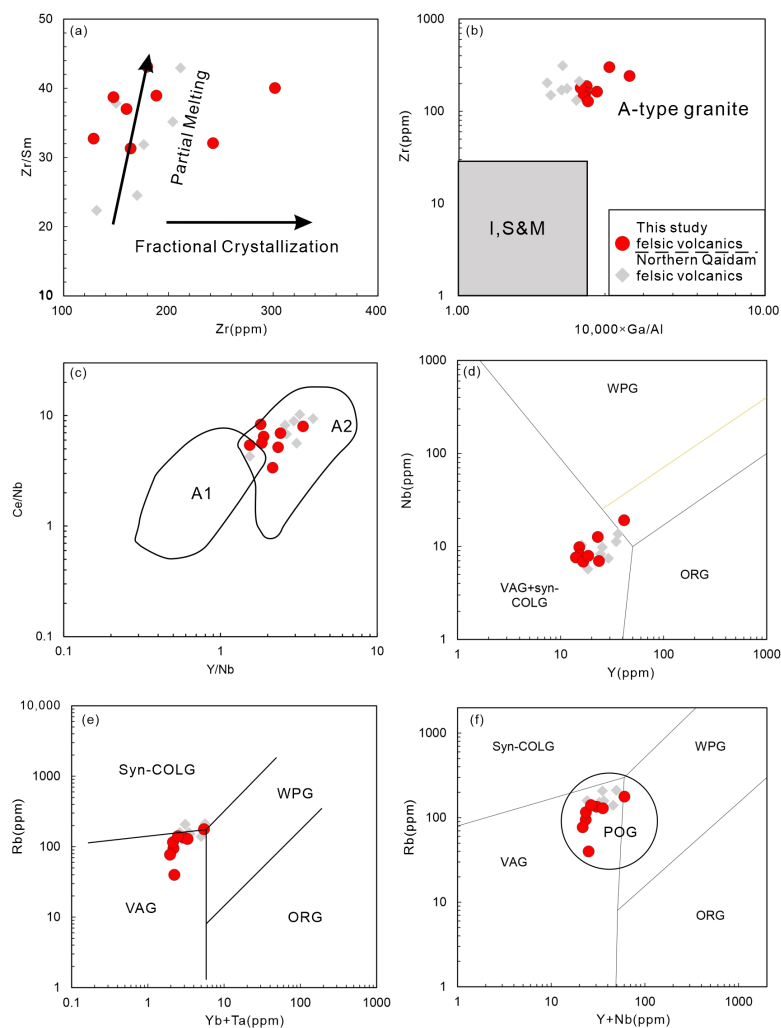 (a)
50
40
30
20
10
Zr/Sm
Partial Melting
Fractional Crystallization
100
200
300
400
Zr(ppm)
(b)
1000
100
10
1
Zr(ppm)
A-type granite
I,S&M
This study
felsic volcanics
Northern Qaidam
felsic volcanics
1.00
10.00
10,000×Ga/Al
(c)
100
10
1
0.1
Ce/Nb
A1
A2
0.1
1
10
Y/Nb
(d)
1000
100
10
1
Nb(ppm)
WPG
VAG+syn-
COLG
ORG
1
10
100
1000
Y(ppm)
(e)
10,000
1000
100
10
1
Rb(ppm)
Syn-COLG
WPG
VAG
ORG
0.1
1
10
100
1000
Yb+Ta(ppm)
(f)
1000
100
10
1
Rb(ppm)
Syn-COLG
WPG
POG
VAG
ORG
1
10
100
1000
Y+Nb(ppm)